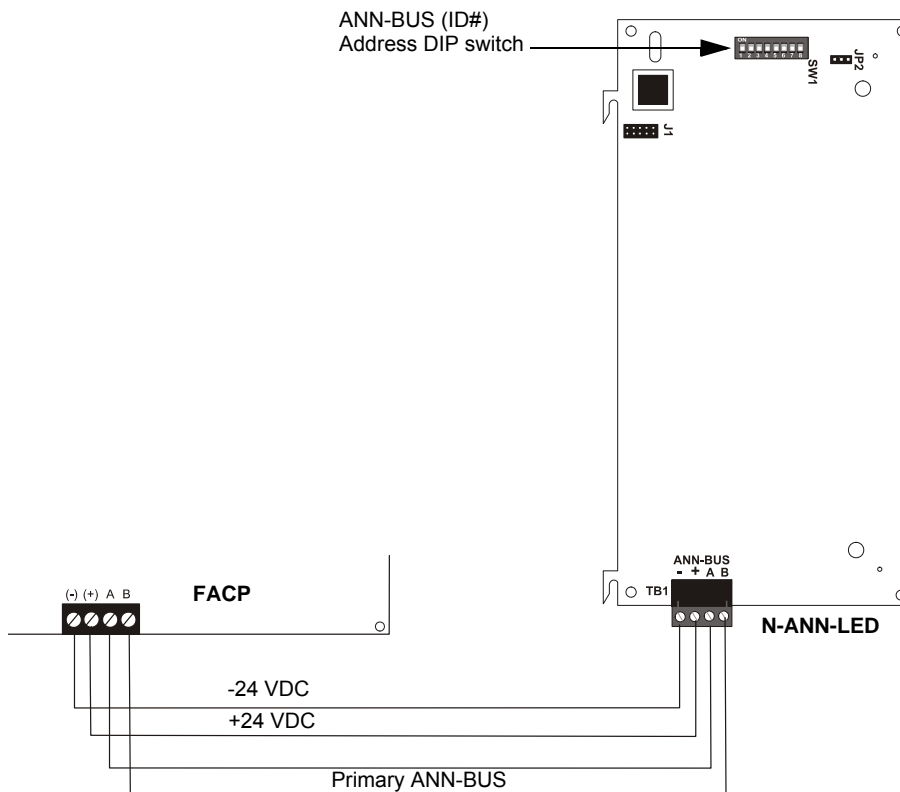 ANN-BUS (ID#)
Address DIP switch
ON
1 2 3 4 5 6 7 8
SW1
JP2
J1
ANN-BUS
- + A B
TB1
N-ANN-LED
(-) (+) A B
FACP
-24 VDC
+24 VDC
Primary ANN-BUS